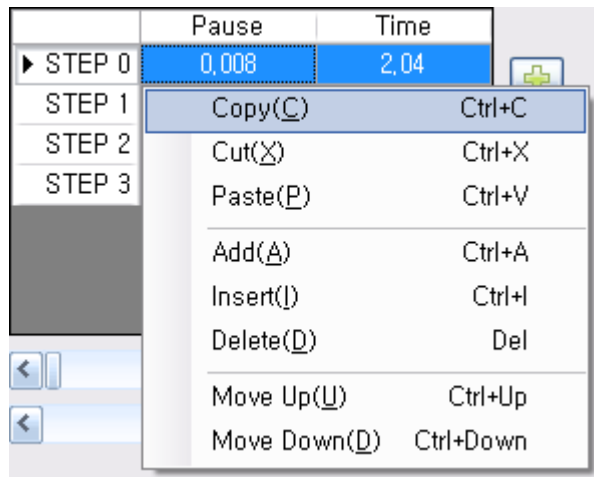 Pause Time
STEP 0 0,008 2,04
STEP 1
STEP 2
STEP 3
Copy(C) Ctrl+C
Cut(X) Ctrl+X
Paste(P) Ctrl+V
Add(A) Ctrl+A
Insert(I) Ctrl+I
Delete(D) Del
Move Up(U) Ctrl+Up
Move Down(D) Ctrl+Down